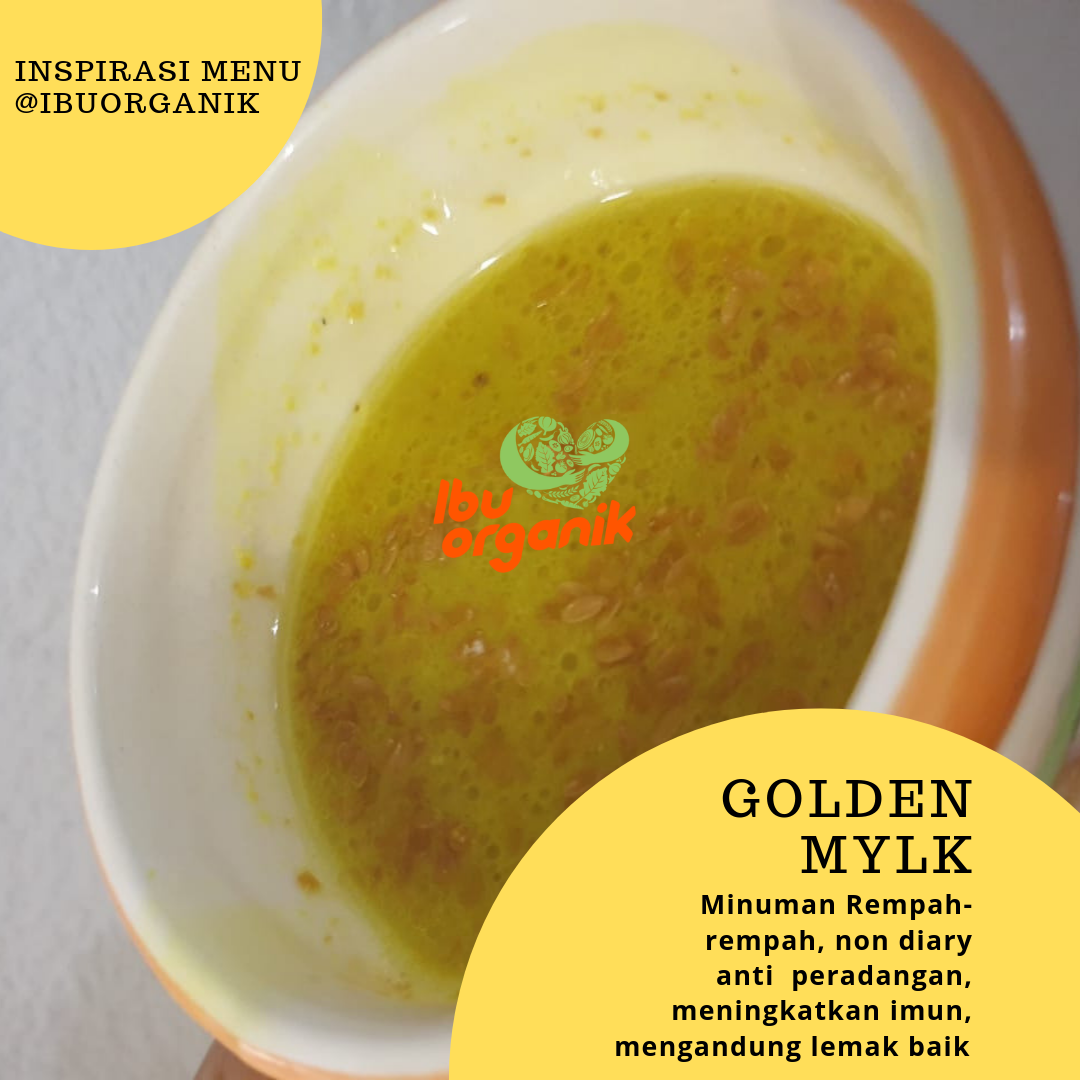 INSPIRASI MENU
@IBUORGANIK
Ibu
organik
GOLDEN
MYLK
Minuman Rempah-
rempah, non diary
anti  peradangan,
meningkatkan imun,
mengandung lemak baik